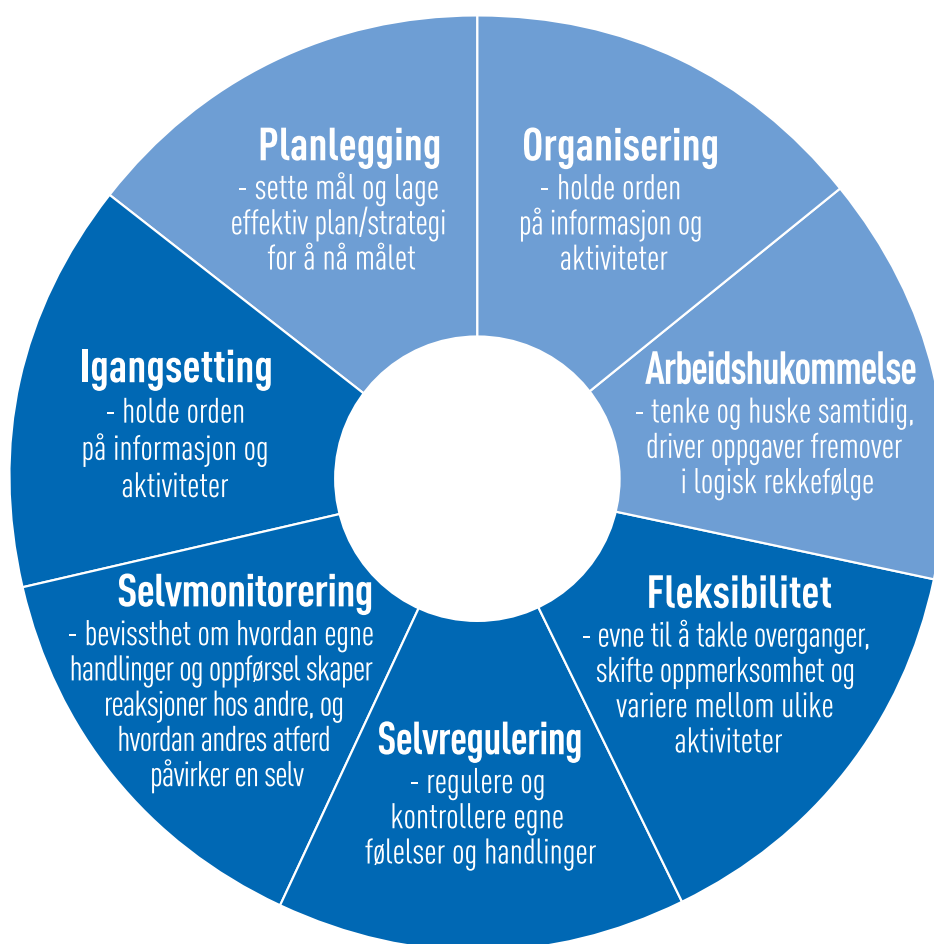 Planlegging
- sette mål og lage
effektiv plan/strategi
for å nå målet
Organisering
- holde orden
på informasjon og
aktiviteter
Arbeidshukommelse
- tenke og huske samtidig,
driver oppgaver fremover
i logisk rekkefølge
Fleksibilitet
- evne til å takle overganger,
skifte oppmerksomhet og
variere mellom ulike
aktiviteter
Selvregulering
- regulere og
kontrollere egne
følelser og handlinger
Selvmonitorering
- bevissthet om hvordan egne
handlinger og oppførsel skaper
reaksjoner hos andre, og
hvordan andres atferd
påvirker en selv
Igangsetting
- holde orden
på informasjon og
aktiviteter